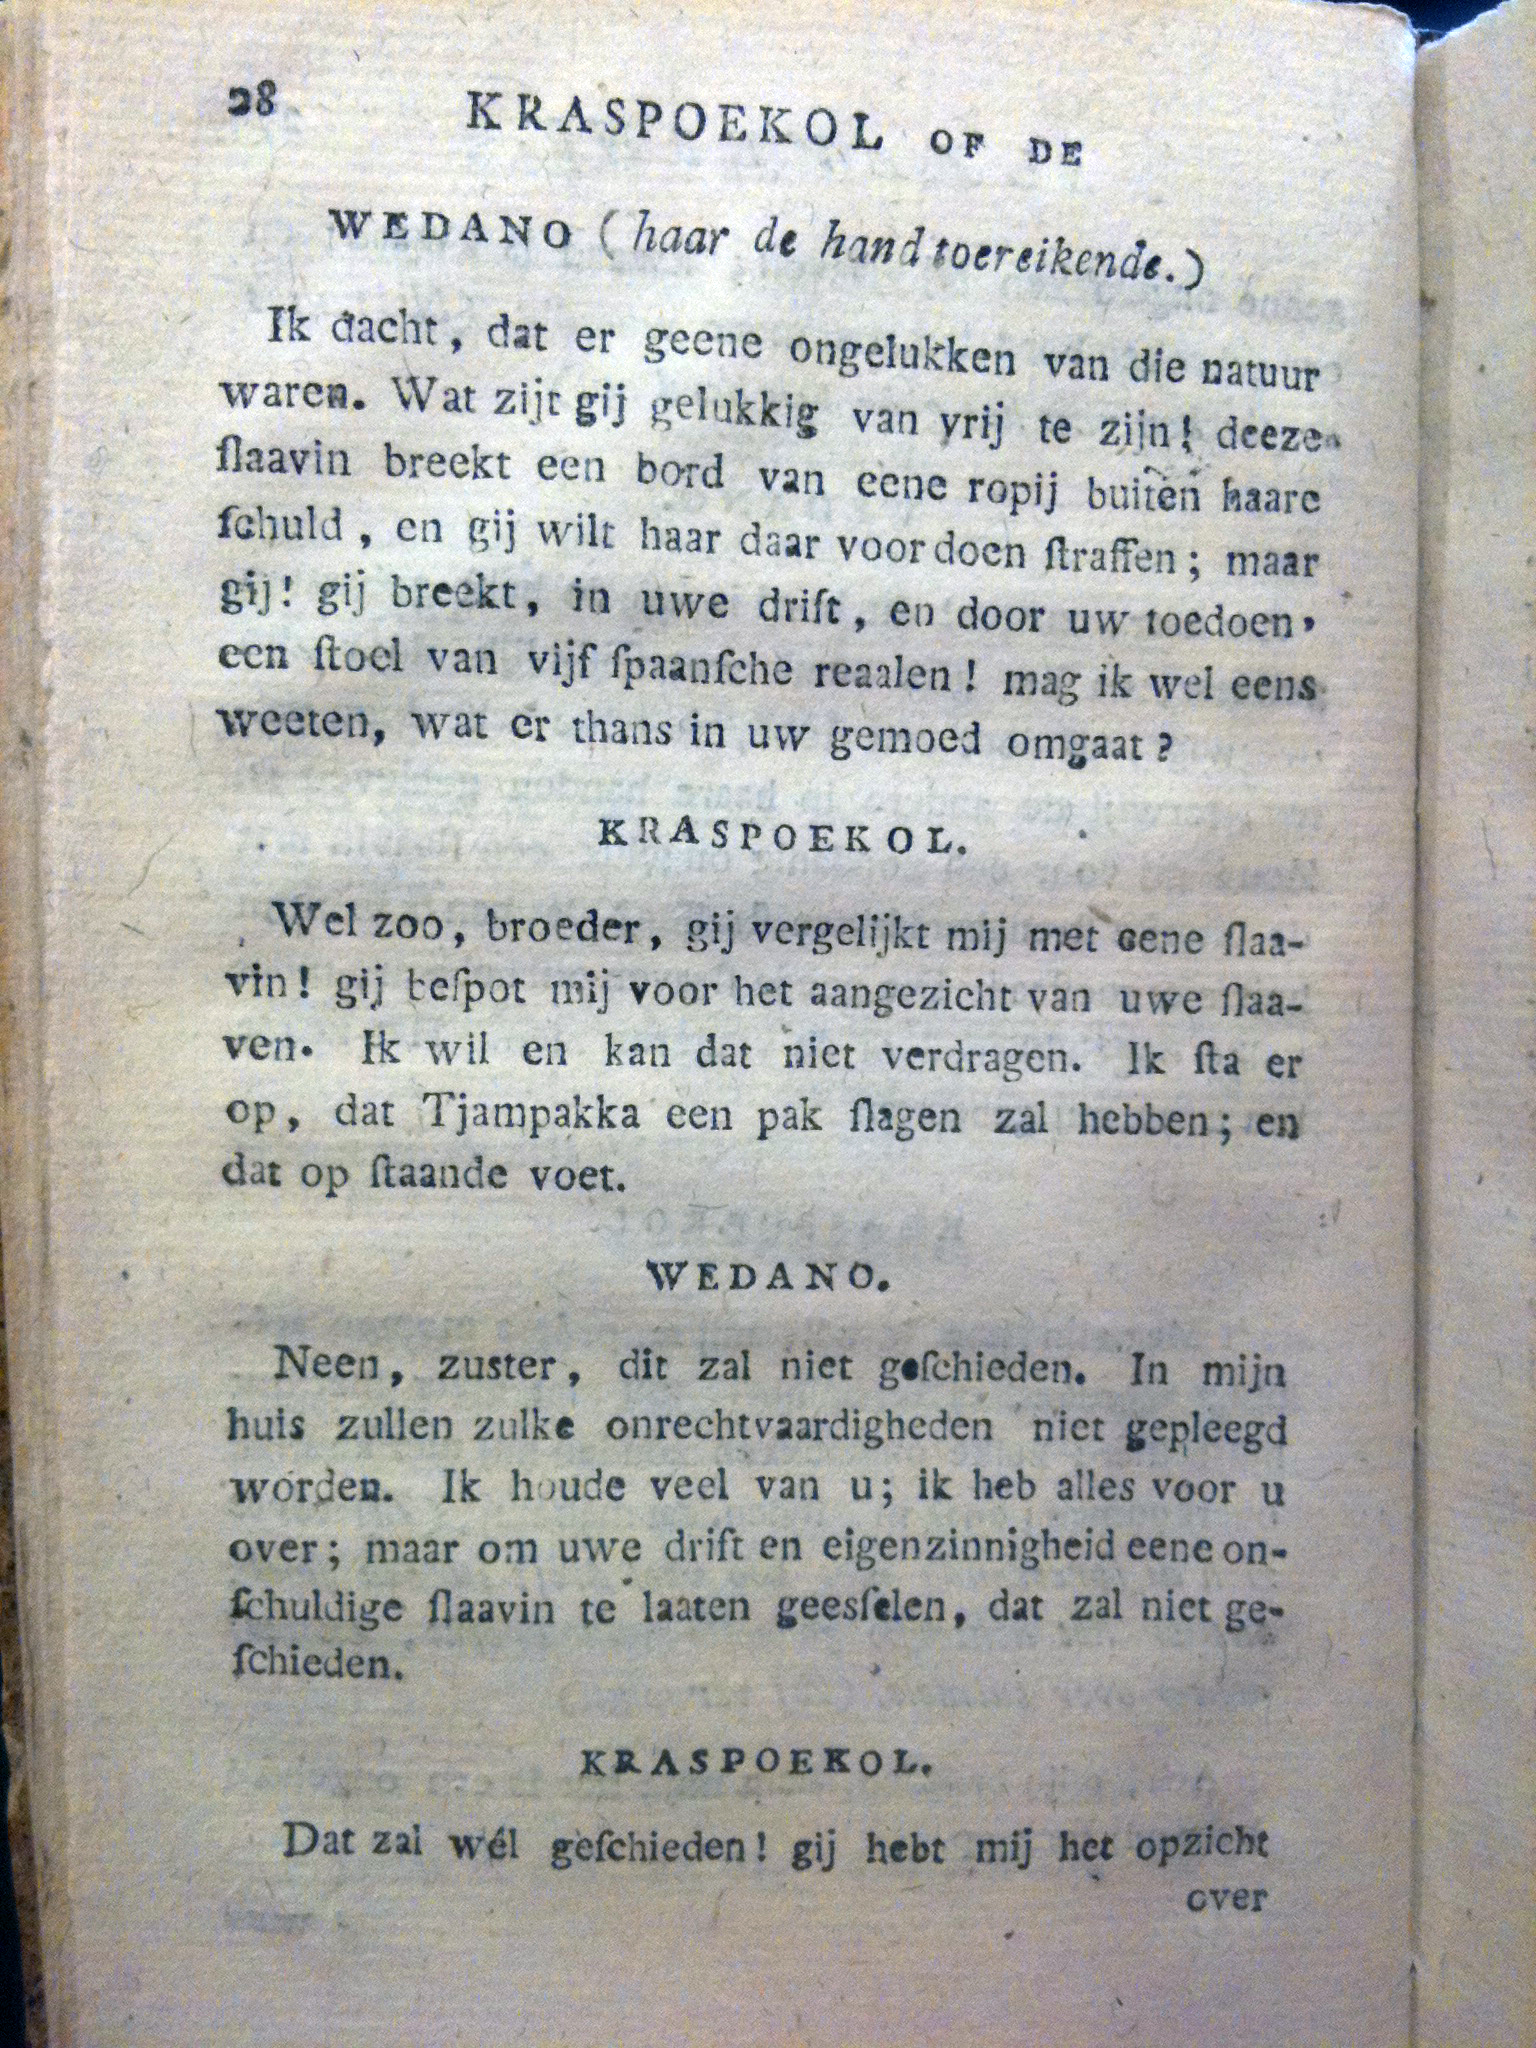 28 KRASPOEKOL OF DE
WEDANO (haar de hand toereikende.)
Ik dacht, dat er geene ongelukken van die natuur
waren. Wat zijt gij gelukkig van vrij te zijn! deeze
ſlaavin breekt een bord van eene ropij buiten haare
ſchuld, en gij wilt haar daar voor doen ſtraffen; maar
gij! gij breekt, in uwe drift, en door uw toedoen,
een ſtoel van vijf ſpaanſche reaalen! mag ik wel eens
weeten, wat er thans in uw gemoed omgaat?
KRASPOEKOL.
Wel zoo, broeder, gij vergelijkt mij met eene ſlaa-
vin! gij beſpot mij voor het aangezicht van uwe ſlaa-
ven. Ik wil en kan dat niet verdragen. Ik ſta er
op, dat Tjampakka een pak ſlagen zal hebben; en
dat op ſtaande voet.
WEDANO.
Neen, zuster, dit zal niet geſchieden. In mijn
huis zullen zulke onrechtvaardigheden niet gepleegd
worden. Ik houde veel van u; ik heb alles voor u
over; maar om uwe drift en eigenzinnigheid eene on-
ſchuldige ſlaavin te laaten geesſelen, dat zal niet ge-
ſchieden.
KRASPOEKOL.
Dat zal wél geſchieden! gij hebt mij het opzicht
over